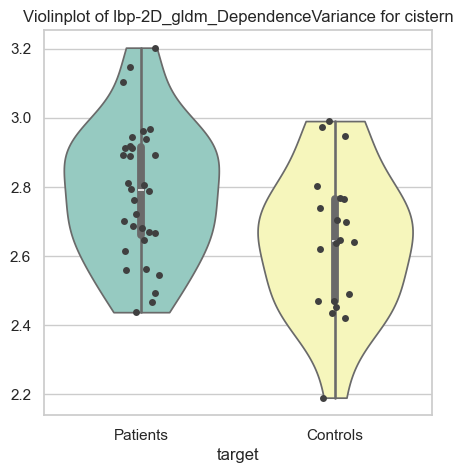 Violinplot of lbp-2D_gldm_DependenceVariance for cistern
3.2
3.0
2.8
2.6
2.4
2.2
Patients
Controls
target